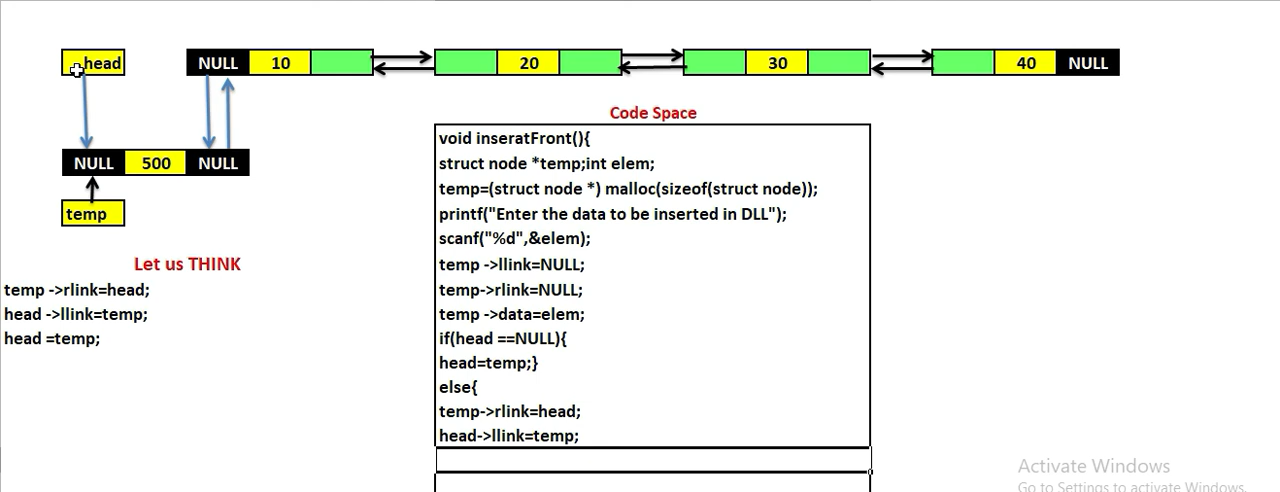 head
NULL 10 20 30 40 NULL
NULL 500 NULL
temp
Let us THINK
temp ->rlink=head;
head ->llink=temp;
head =temp;
Code Space
void inseratFront(){
struct node *temp;int elem;
temp=(struct node *) malloc(sizeof(struct node));
printf("Enter the data to be inserted in DLL");
scanf("%d",&elem);
temp ->llink=NULL;
temp->rlink=NULL;
temp ->data=elem;
if(head ==NULL){
head=temp;}
else{
temp->rlink=head;
head->llink=temp;
Activate Windows
Go to Settings to activate Windows.